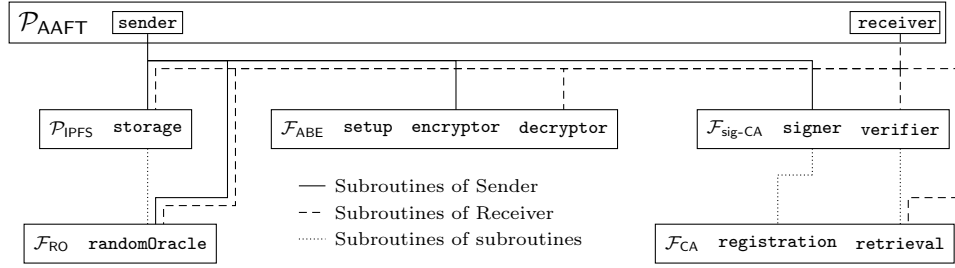 P_AAFT sender receiver
P_IPFS storage F_ABE setup encryptor decryptor F_sig-CA signer verifier
Subroutines of Sender
Subroutines of Receiver
Subroutines of subroutines
F_RO randomOracle F_CA registration retrieval